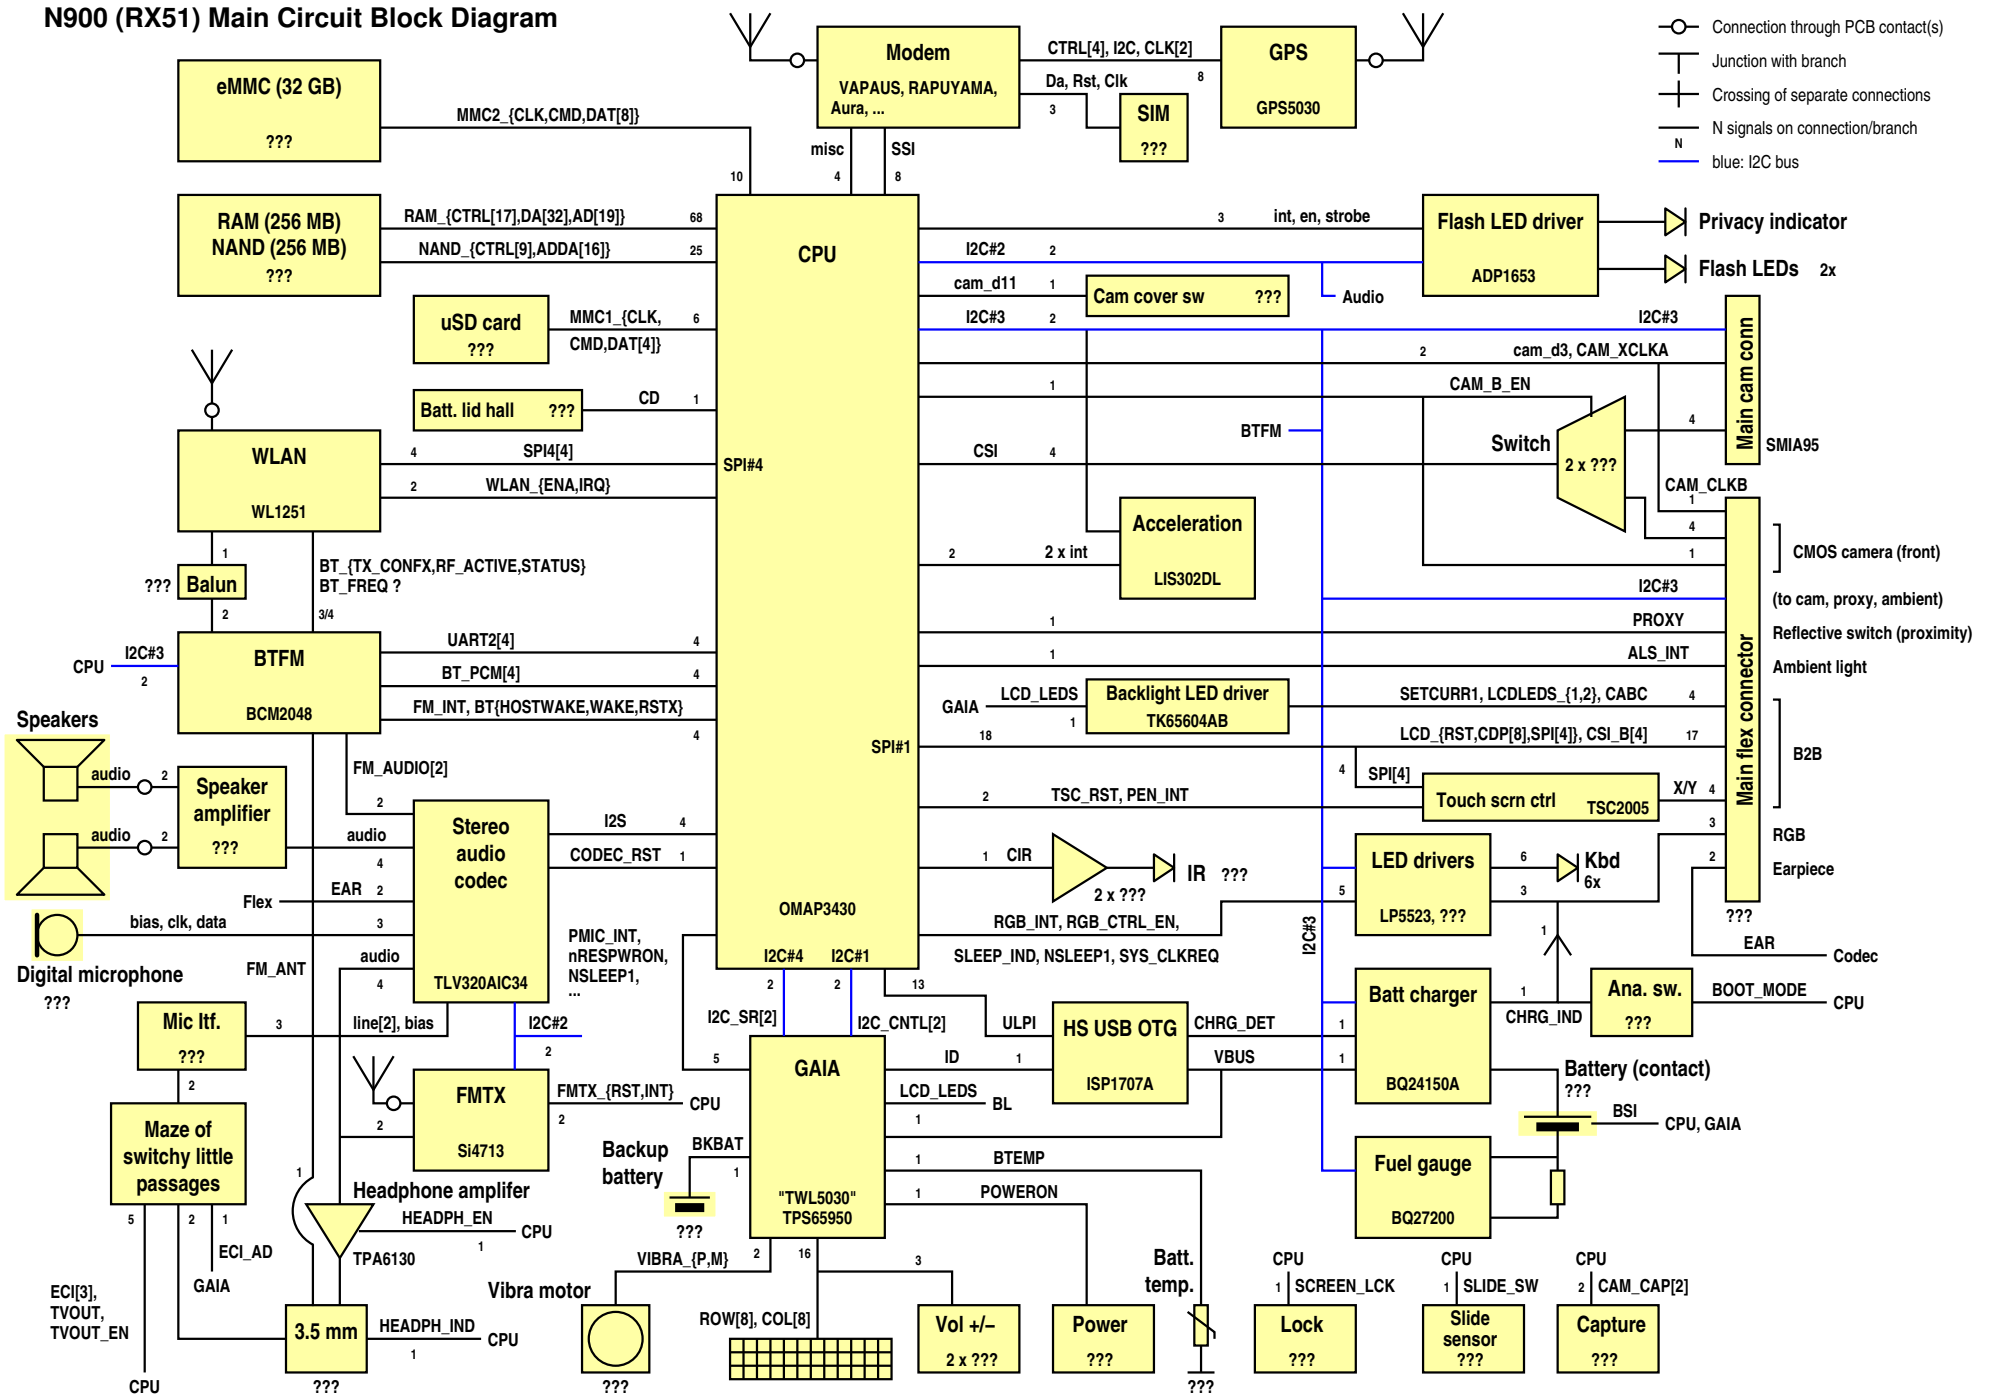 N900 (RX51) Main Circuit Block Diagram
Connection through PCB contact(s)
Junction with branch
Crossing of separate connections
N signals on connection/branch
N
blue: I2C bus
eMMC (32 GB)
???
MMC2_{CLK,CMD,DAT[8]}
10
Modem
VAPAUS, RAPUYAMA,
Aura, ...
CTRL[4], I2C, CLK[2]
8
Da, Rst, Clk
3
SIM
???
GPS
GPS5030
misc
4
SSI
8
RAM (256 MB)
NAND (256 MB)
???
RAM_{CTRL[17],DA[32],AD[19]}
68
NAND_{CTRL[9],ADDA[16]}
25
uSD card
???
MMC1_{CLK,
CMD,DAT[4]}
6
Batt. lid hall ???
CD
1
WLAN
WL1251
4
SPI4[4]
SPI#4
2
WLAN_{ENA,IRQ}
1
BT_{TX_CONFX,RF_ACTIVE,STATUS}
BT_FREQ ?
??? Balun
2
3/4
CPU
I2C#3
2
BTFM
BCM2048
UART2[4]
4
BT_PCM[4]
4
FM_INT, BT{HOSTWAKE,WAKE,RSTX}
4
CPU
OMAP3430
SPI#1
I2C#4
I2C#1
3
int, en, strobe
Flash LED driver
ADP1653
Privacy indicator
Flash LEDs 2x
I2C#2
2
Audio
cam_d11
1
Cam cover sw ???
I2C#3
2
I2C#3
Main cam conn
SMIA95
2
cam_d3, CAM_XCLKA
1
CAM_B_EN
BTFM
Switch
2 x ???
4
CSI
4
CAM_CLKB
1
4
1
CMOS camera (front)
Acceleration
LIS302DL
2
2 x int
I2C#3
(to cam, proxy, ambient)
1
PROXY
Reflective switch (proximity)
1
ALS_INT
Ambient light
Main flex connector
???
GAIA
LCD_LEDS
1
Backlight LED driver
TK65604AB
SETCURR1, LCDLEDS_{1,2}, CABC
4
18
LCD_{RST,CDP[8],SPI[4]}, CSI_B[4]
17
B2B
4
SPI[4]
2
TSC_RST, PEN_INT
Touch scrn ctrl
TSC2005
X/Y
4
3
RGB
2
Earpiece
EAR
Codec
Speakers
audio
2
audio
2
Speaker
amplifier
???
FM_AUDIO[2]
2
audio
4
EAR
2
Flex
bias, clk, data
3
Digital microphone
???
audio
4
FM_ANT
Stereo
audio
codec
TLV320AIC34
I2S
4
CODEC_RST
1
PMIC_INT,
nRESPWRON,
NSLEEP1,
...
1
CIR
2 x ???
IR ???
5
RGB_INT, RGB_CTRL_EN,
SLEEP_IND, NSLEEP1, SYS_CLKREQ
I2C#3
LED drivers
LP5523, ???
6
Kbd
6x
3
1
Mic Itf.
???
3
line[2], bias
I2C#2
2
2
2
I2C_SR[2]
2
I2C_CNTL[2]
13
ULPI
HS USB OTG
ISP1707A
CHRG_DET
1
VBUS
1
Batt charger
BQ24150A
1
CHRG_IND
Ana. sw.
???
BOOT_MODE
CPU
Battery (contact)
???
BSI
CPU, GAIA
Maze of
switchy little
passages
5
2
1
ECI_AD
GAIA
ECI[3],
TVOUT,
TVOUT_EN
CPU
FMTX
Si4713
2
FMTX_{RST,INT}
2
CPU
1
Headphone amplifer
HEADPH_EN
1
CPU
TPA6130
3.5 mm
???
HEADPH_IND
1
CPU
GAIA
"TWL5030"
TPS65950
5
ID
1
LCD_LEDS
1
BL
Backup
battery
BKBAT
1
???
1
BTEMP
1
POWERON
Fuel gauge
BQ27200
VIBRA_{P,M}
2
Vibra motor
???
16
ROW[8], COL[8]
3
Vol +/–
2 x ???
Power
???
Batt.
temp.
???
CPU
1
SCREEN_LCK
Lock
???
CPU
1
SLIDE_SW
Slide
sensor
???
CPU
2
CAM_CAP[2]
Capture
???